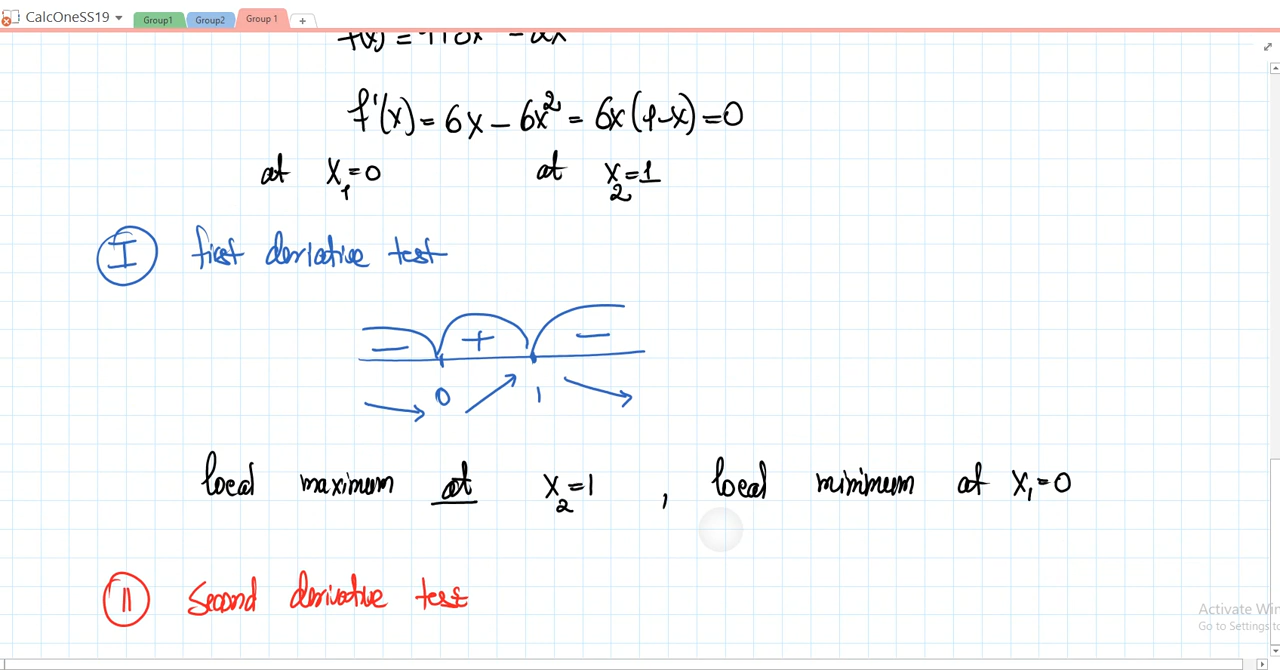 CalcOneSS19
Group1 Group2 Group 1 +
f'(x) = 6x - 6x² = 6x(1-x) = 0
at x₁=0 at x₂=1
I first derivative test
- + -
0 1
local maximum at x₂=1 , local minimum at x₁=0
II Second derivative test
Activate Win
Go to Settings to